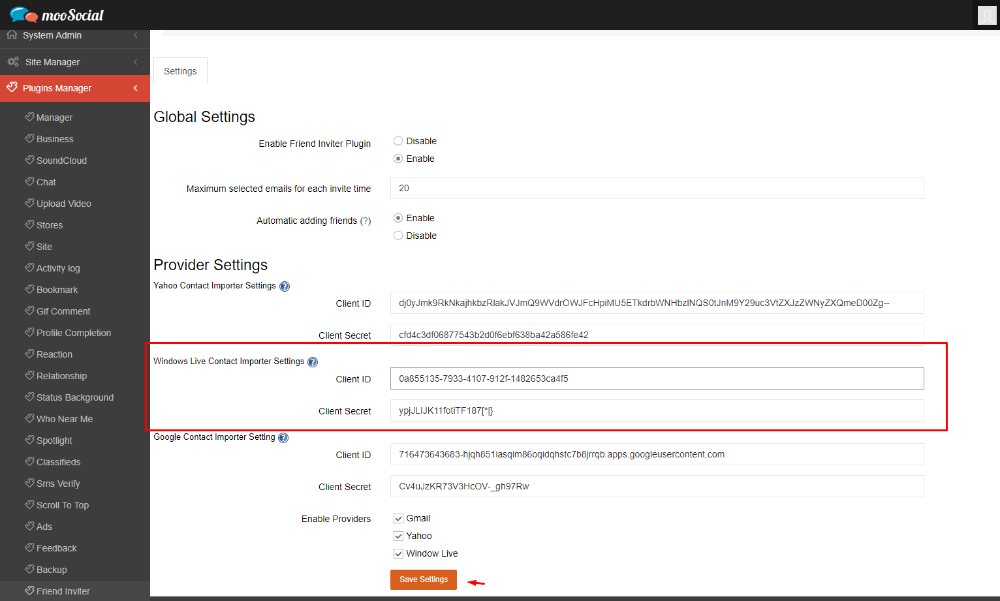 mooSocial
System Admin
Site Manager
Plugins Manager
Manager
Business
SoundCloud
Chat
Upload Video
Stores
Site
Activity log
Bookmark
Gif Comment
Profile Completion
Reaction
Relationship
Status Background
Who Near Me
Spotlight
Classifieds
Sms Verify
Scroll To Top
Ads
Feedback
Backup
Friend Inviter
Settings
Global Settings
Enable Friend Inviter Plugin
Disable
Enable
Maximum selected emails for each invite time
20
Automatic adding friends (?)
Enable
Disable
Provider Settings
Yahoo Contact Importer Settings ?
Client ID
Client Secret cfd4c3df06877543b2d0f6ebf638ba42a586fe42
Windows Live Contact Importer Settings ?
Client ID 0a855135-7933-4107-912f-1482653ca4f5
Client Secret
Google Contact Importer Setting ?
Client ID 716473643683-hjqh851iasqim86oqidqhstc7b8jrrqb.apps.googleusercontent.com
Client Secret Cv4uJzKR73V3HcOV-_gh97Rw
Enable Providers
Gmail
Yahoo
Window Live
Save Settings